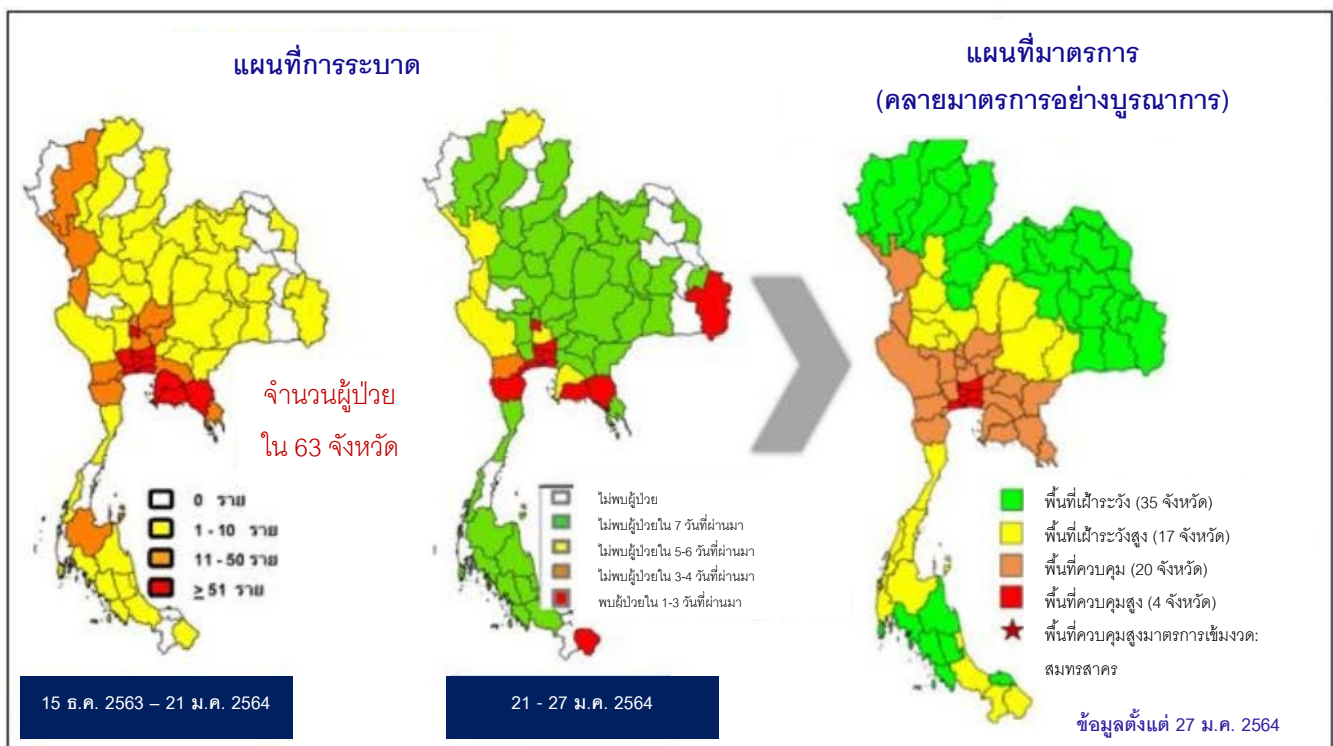 แผนที่การระบาด
แผนที่มาตรการ
(คลายมาตรการอย่างบูรณาการ)
จำนวนผู้ป่วย
ใน 63 จังหวัด
0 ราย
1 - 10 ราย
11 - 50 ราย
≥ 51 ราย
15 ธ.ค. 2563 – 21 ม.ค. 2564
ไม่พบผู้ป่วย
ไม่พบผู้ป่วยใน 7 วันที่ผ่านมา
ไม่พบผู้ป่วยใน 5-6 วันที่ผ่านมา
ไม่พบผู้ป่วยใน 3-4 วันที่ผ่านมา
พบผู้ป่วยใน 1-3 วันที่ผ่านมา
21 - 27 ม.ค. 2564
พื้นที่เฝ้าระวัง (35 จังหวัด)
พื้นที่เฝ้าระวังสูง (17 จังหวัด)
พื้นที่ควบคุม (20 จังหวัด)
พื้นที่ควบคุมสูง (4 จังหวัด)
พื้นที่ควบคุมสูงมาตรการเข้มงวด:
สมทรสาคร
ข้อมูลตั้งแต่ 27 ม.ค. 2564